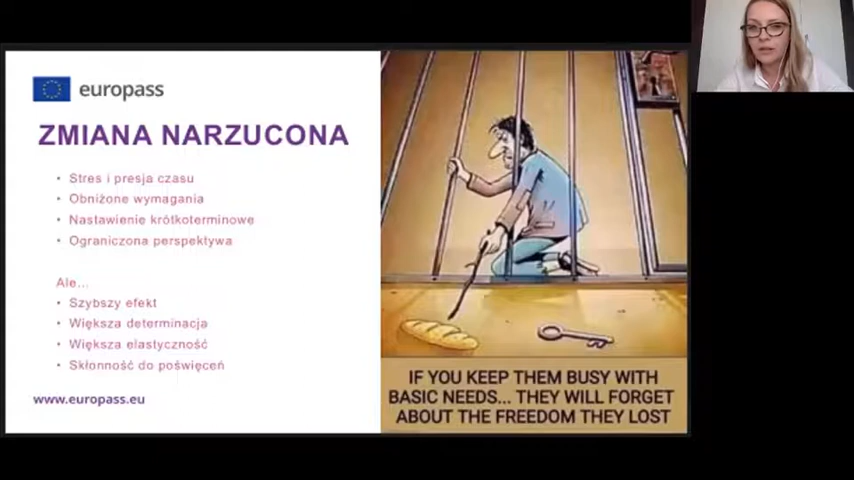 europass
ZMIANA NARZUCONA
• Stres i presja czasu
• Obniżone wymagania
• Nastawienie krótkoterminowe
• Ograniczona perspektywa
Ale...
• Szybszy efekt
• Większa determinacja
• Większa elastyczność
• Skłonność do poświęceń
www.europass.eu
IF YOU KEEP THEM BUSY WITH
BASIC NEEDS... THEY WILL FORGET
ABOUT THE FREEDOM THEY LOST